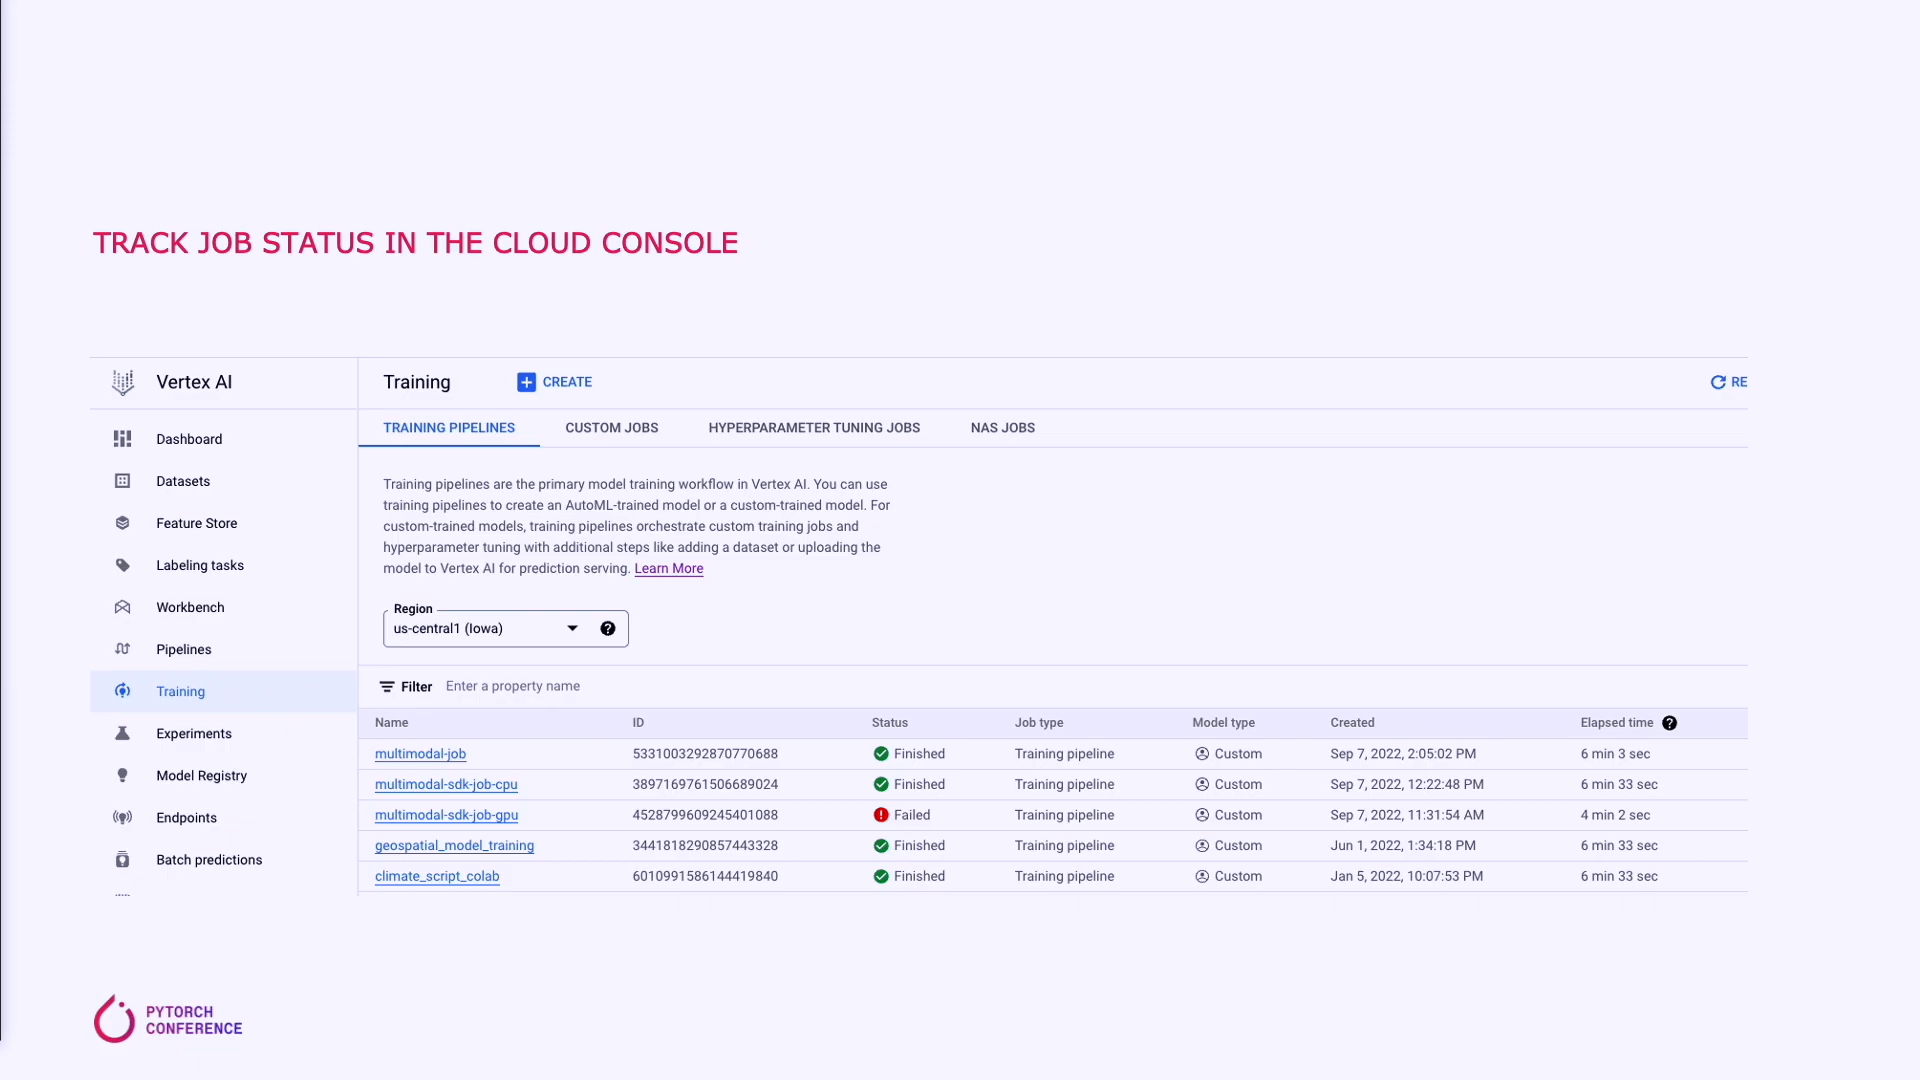 TRACK JOB STATUS IN THE CLOUD CONSOLE
Vertex AI
Training
CREATE
RE
Dashboard
Datasets
Feature Store
Labeling tasks
Workbench
Pipelines
Training
Experiments
Model Registry
Endpoints
Batch predictions
TRAINING PIPELINES CUSTOM JOBS HYPERPARAMETER TUNING JOBS NAS JOBS
Training pipelines are the primary model training workflow in Vertex AI. You can use
training pipelines to create an AutoML-trained model or a custom-trained model. For
custom-trained models, training pipelines orchestrate custom training jobs and
hyperparameter tuning with additional steps like adding a dataset or uploading the
model to Vertex AI for prediction serving. Learn More
Region
us-central1 (Iowa)
Filter Enter a property name
Name ID Status Job type Model type Created Elapsed time
multimodal-job 5331003292870770688 Finished Training pipeline Custom Sep 7, 2022, 2:05:02 PM 6 min 3 sec
multimodal-sdk-job-cpu 3897169761506689024 Finished Training pipeline Custom Sep 7, 2022, 12:22:48 PM 6 min 33 sec
multimodal-sdk-job-gpu 4528799609245401088 Failed Training pipeline Custom Sep 7, 2022, 11:31:54 AM 4 min 2 sec
geospatial_model_training 3441818290857443328 Finished Training pipeline Custom Jun 1, 2022, 1:34:18 PM 6 min 33 sec
climate_script_colab 6010991586144419840 Finished Training pipeline Custom Jan 5, 2022, 10:07:53 PM 6 min 33 sec
PYTORCH
CONFERENCE